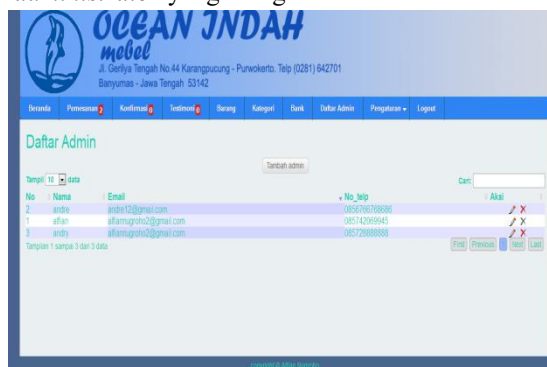 OCEAN INDAH
mebel
Jl. Gerilya Tengah No.44 Karangpucung - Purwokerto. Telp (0281) 642701
Banyumas - Jawa Tengah 53142
Beranda Pemesanan Konfirmasi Testimoni Barang Kategori Bank Daftar Admin Pengaturan Logout
Daftar Admin
Tambah admin
Tampil 10 data
Cari:
No Nama Email No_telp Aksi
2 andre andre12@gmail.com
1 alfian alfiannugroho2@gmail.com 085742069945
3 andry alfiannugroho2@gmail.com 085728888888
Tampilan 1 sampai 3 dari 3 data
First Previous Next Last